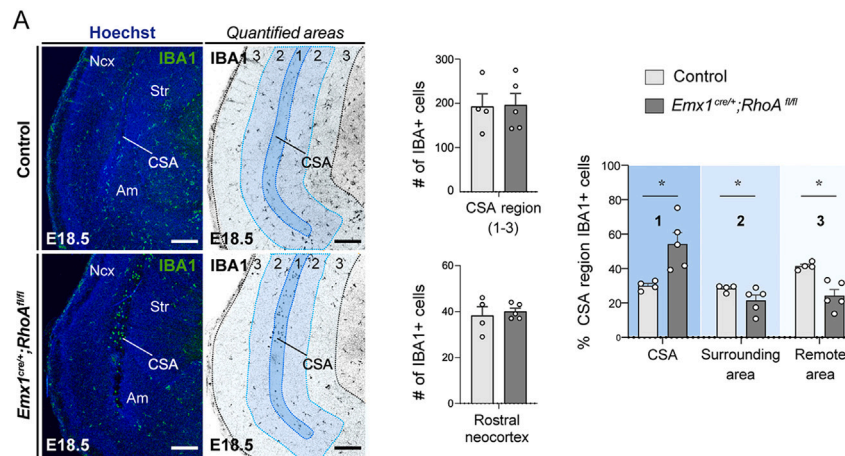 A
Hoechst
Quantified areas
Control
Ncx
IBA1
Str
CSA
Am
E18.5
IBA1
3 2 1 2 3
CSA
E18.5
Emx1cre/+;RhoAfl/fl
Ncx
IBA1
Str
CSA
Am
E18.5
IBA1
3 2 1 2 3
CSA
E18.5
# of IBA+ cells
300
200
100
0
CSA region
(1-3)
# of IBA1+ cells
60
40
20
0
Rostral
neocortex
Control
Emx1cre/+;RhoA fl/fl
% CSA region IBA1+ cells
100
80
60
40
20
0
* * *
1 2 3
CSA
Surrounding
area
Remote
area